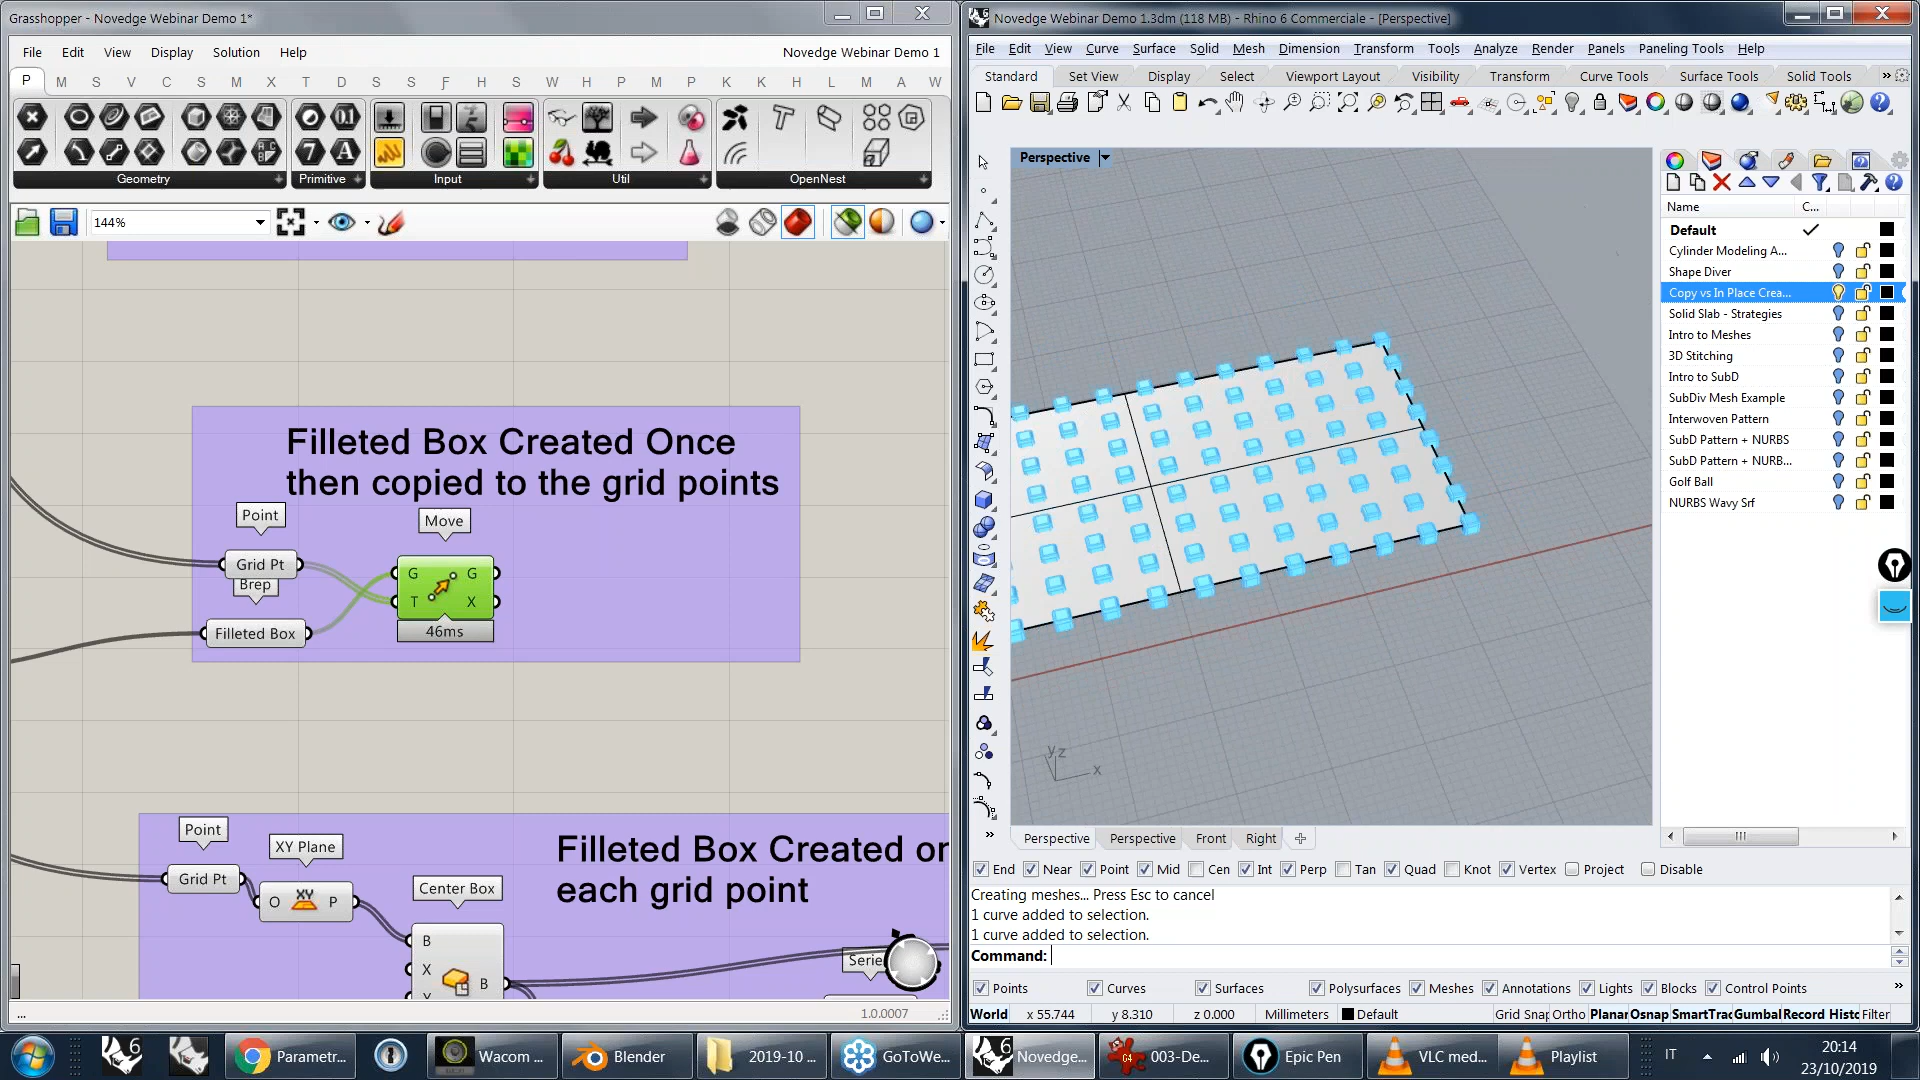 Grasshopper - Novedge Webinar Demo 1*
File Edit View Display Solution Help Novedge Webinar Demo 1
P M S V C S M X T D S S F H S W H P M P K K H M A W
Geometry Primitive Input Util OpenNest
144%
Filleted Box Created Once
then copied to the grid points
Point
Move
Grid Pt
Brep
G G
T X
Filleted Box
46ms
Point
XY Plane
Filleted Box Created or
each grid point
Grid Pt
O XY P
Center Box
B
X
B
Y
Serie
... 1.0.0007
Novedge Webinar Demo 1.3dm (118 MB) - Rhino 6 Commerciale - [Perspective]
File Edit View Curve Surface Solid Mesh Dimension Transform Tools Analyze Render Panels Paneling Tools Help
Standard Set View Display Select Viewport Layout Visibility Transform Curve Tools Surface Tools Solid Tools »
Perspective
y z
x
Name C...
Default
Cylinder Modeling A...
Shape Diver
Copy vs In Place Crea...
Solid Slab - Strategies
Intro to Meshes
3D Stitching
Intro to SubD
SubDiv Mesh Example
Interwoven Pattern
SubD Pattern + NURBS
SubD Pattern + NURB...
Golf Ball
NURBS Wavy Srf
Perspective Perspective Front Right
End Near Point Mid Cen Int Perp Tan Quad Knot Vertex Project Disable
Creating meshes... Press Esc to cancel
1 curve added to selection.
1 curve added to selection.
Command:
Points Curves Surfaces Polysurfaces Meshes Annotations Lights Blocks Control Points »
World x 55.744 y 8.310 z 0.000 Millimeters Default Grid Snap Ortho Planar Osnap SmartTrac Gumbal Record Histo Filter
Parametr... Wacom ... Blender 2019-10 ... GoToWe... Novedge... 003-De... Epic Pen VLC med... Playlist IT
20:14
23/10/2019